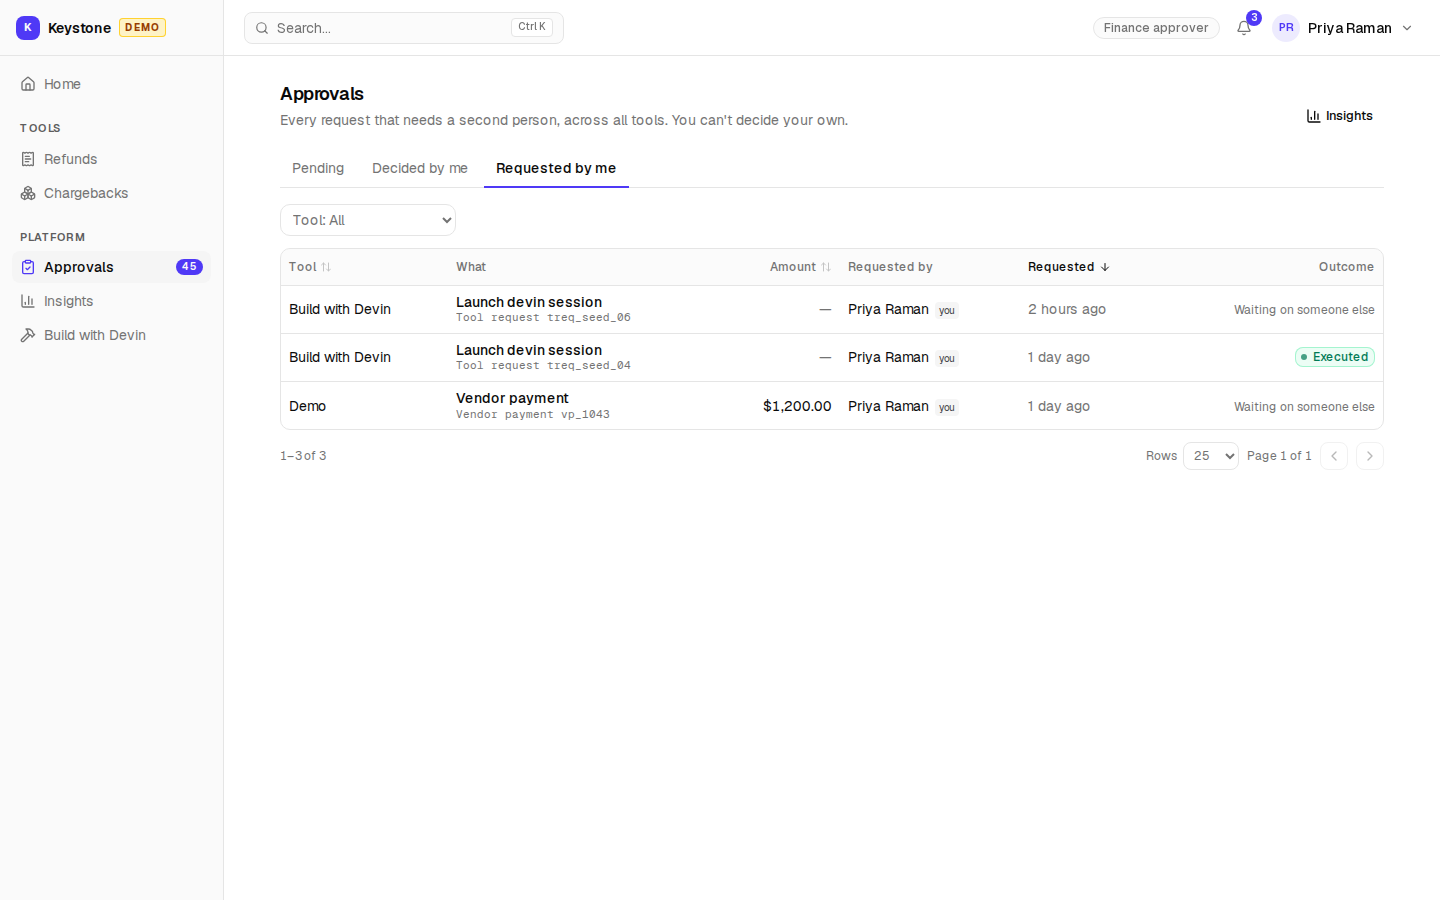 K Keystone DEMO
Search... Ctrl K
Finance approver 3 PR Priya Raman
Home
TOOLS
Refunds
Chargebacks
PLATFORM
Approvals 45
Insights
Build with Devin
Approvals
Every request that needs a second person, across all tools. You can't decide your own.
Insights
Pending Decided by me Requested by me
Tool: All
Tool What Amount Requested by Requested Outcome
Build with Devin Launch devin session — Priya Raman you 2 hours ago Waiting on someone else
Tool request treq_seed_06
Build with Devin Launch devin session — Priya Raman you 1 day ago Executed
Tool request treq_seed_04
Demo Vendor payment $1,200.00 Priya Raman you 1 day ago Waiting on someone else
Vendor payment vp_1043
1–3 of 3 Rows 25 Page 1 of 1